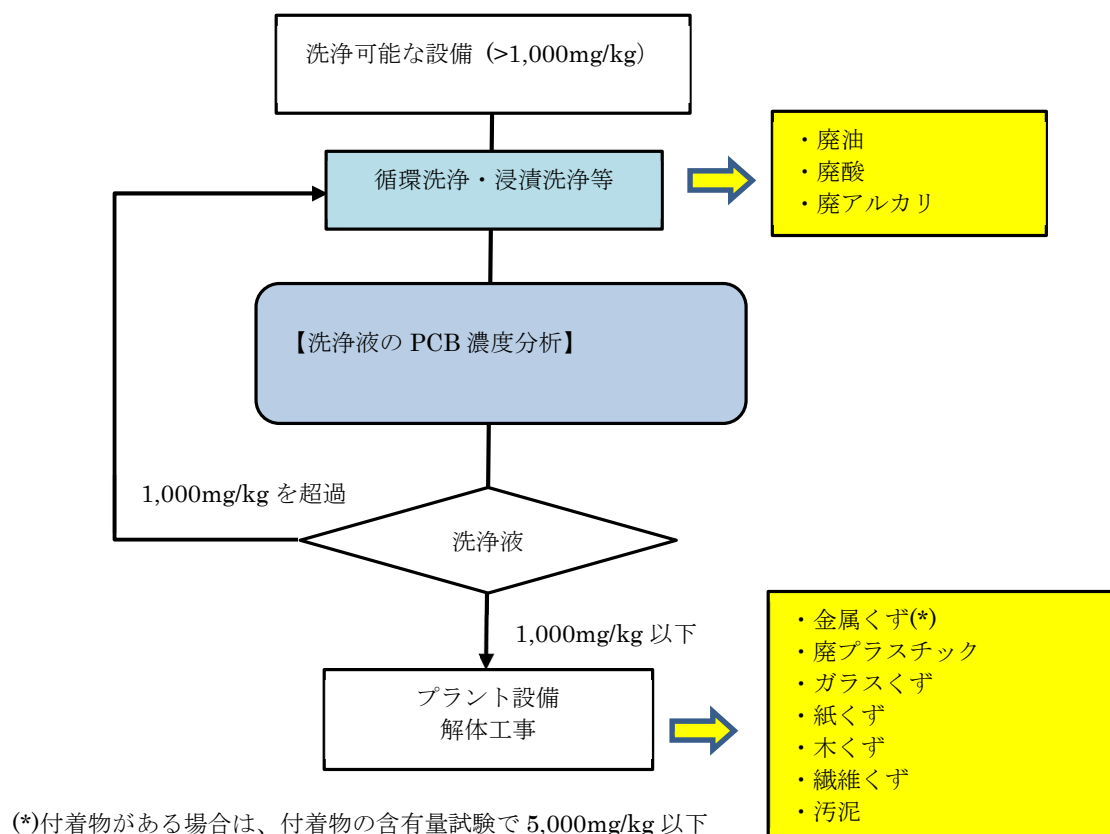 洗浄可能な設備 (>1,000mg/kg)
循環洗浄・浸漬洗浄等
・廃油
・廃酸
・廃アルカリ
【洗浄液の PCB 濃度分析】
1,000mg/kg を超過
洗浄液
1,000mg/kg 以下
プラント設備
解体工事
・金属くず(*)
・廃プラスチック
・ガラスくず
・紙くず
・木くず
・繊維くず
・汚泥
(*)付着物がある場合は、付着物の含有量試験で 5,000mg/kg 以下